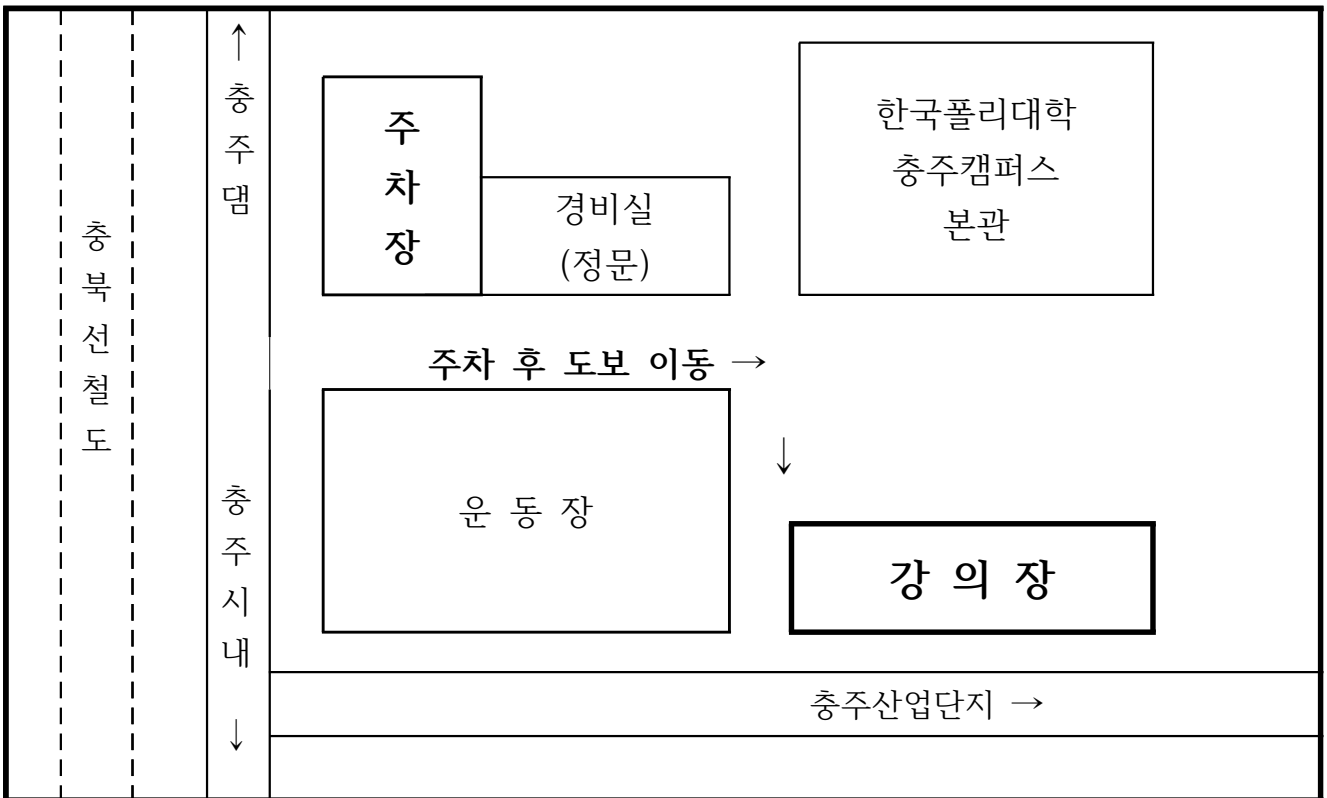 충북선철도
↑ 충주댐
충주시내 ↓
주차장
경비실
(정문)
한국폴리대학
충주캠퍼스
본관
주차 후 도보 이동 →
↓
운 동 장
강 의 장
충주산업단지 →